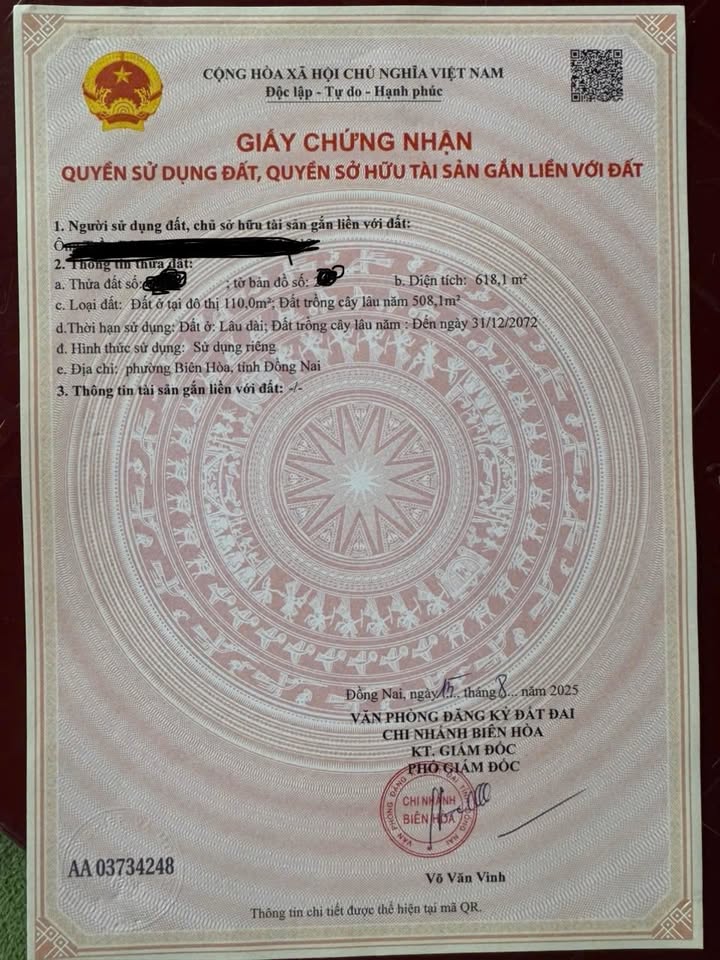 CỘNG HÒA XÃ HỘI CHỦ NGHĨA VIỆT NAM
Độc lập - Tự do - Hạnh phúc
GIẤY CHỨNG NHẬN
QUYỀN SỬ DỤNG ĐẤT, QUYỀN SỞ HỮU TÀI SẢN GẮN LIỀN VỚI ĐẤT
1. Người sử dụng đất, chủ sở hữu tài sản gắn liền với đất:
2. Thông tin thửa đất:
a. Thửa đất số: ; tờ bản đồ số: b. Diện tích: 618,1 m²
c. Loại đất: Đất ở tại đô thị 110,0m²; Đất trồng cây lâu năm 508,1m²
d.Thời hạn sử dụng: Đất ở: Lâu dài; Đất trồng cây lâu năm : Đến ngày 31/12/2072
đ. Hình thức sử dụng: Sử dụng riêng
e. Địa chỉ: phường Biên Hòa, tỉnh Đồng Nai
3. Thông tin tài sản gắn liền với đất: -/-
Đồng Nai, ngày 15... tháng 8... năm 2025
VĂN PHÒNG ĐĂNG KÝ ĐẤT ĐAI
CHI NHÁNH BIÊN HÒA
KT. GIÁM ĐỐC
PHÓ GIÁM ĐỐC
CHI NHÁNH
BIÊN HÒA
Võ Văn Vinh
AA 03734248
Thông tin chi tiết được thể hiện tại mã QR.